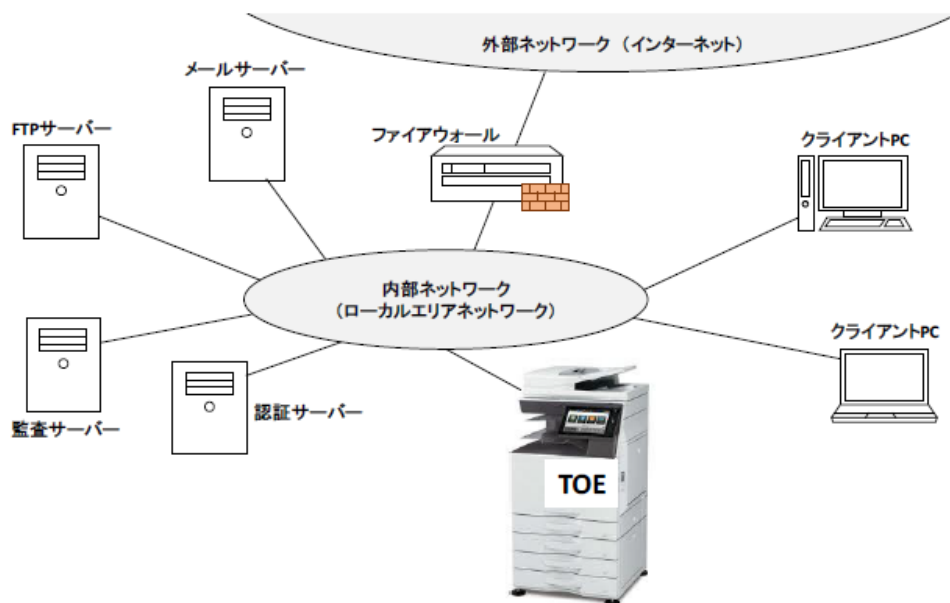 外部ネットワーク（インターネット）
メールサーバー
FTPサーバー
ファイアウォール
クライアントPC
内部ネットワーク
（ローカルエリアネットワーク）
クライアントPC
監査サーバー
認証サーバー
TOE